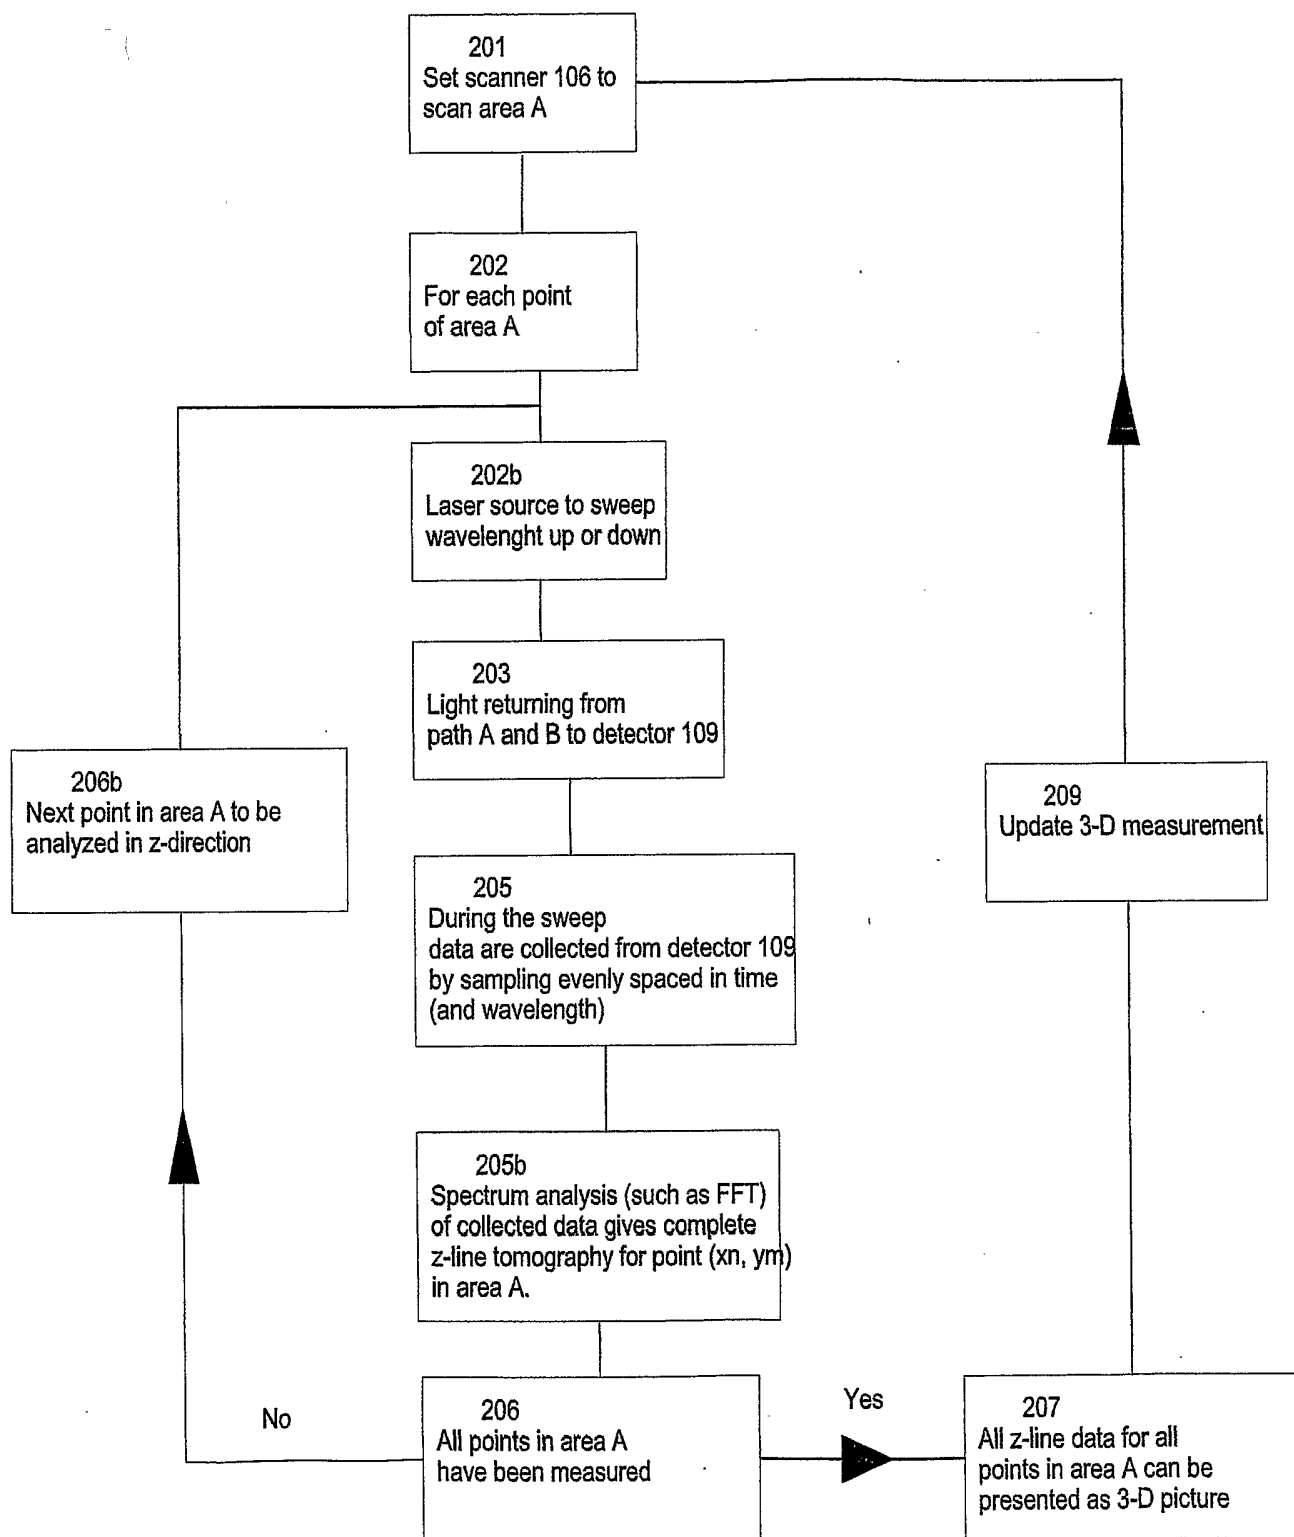 201
Set scanner 106 to
scan area A
202
For each point
of area A
202b
Laser source to sweep
wavelenght up or down
203
Light returning from
path A and B to detector 109
206b
Next point in area A to be
analyzed in z-direction
209
Update 3-D measurement
205
During the sweep
data are collected from detector 109
by sampling evenly spaced in time
(and wavelength)
205b
Spectrum analysis (such as FFT)
of collected data gives complete
z-line tomography for point (xn, ym)
in area A.
No
206
All points in area A
have been measured
Yes
207
All z-line data for all
points in area A can be
presented as 3-D picture